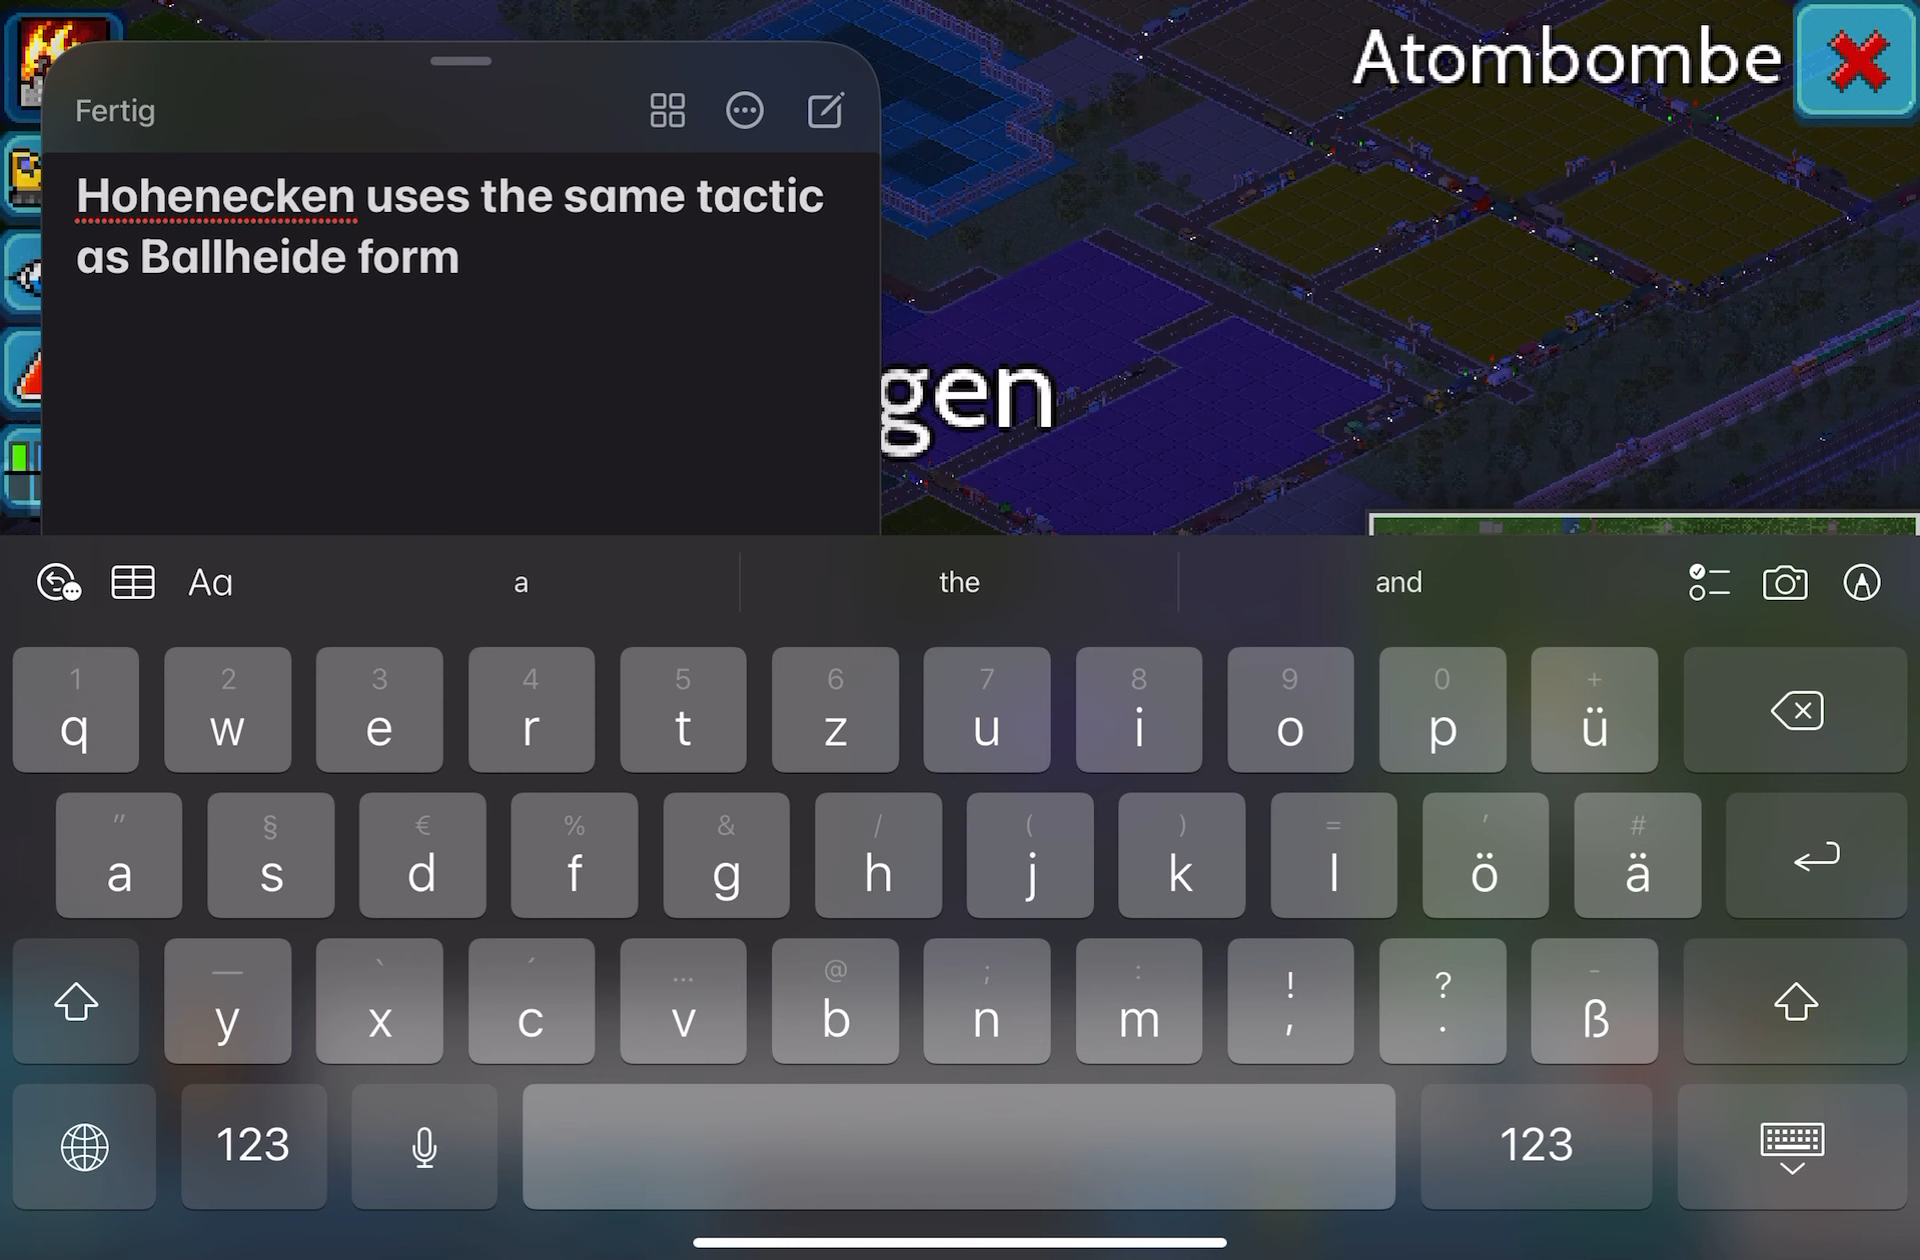 Atombombe
Fertig
Hohenecken uses the same tactic
as Ballheide form
gen
Aa
a
the
and
1 2 3 4 5 6 7 8 9 0 +
q w e r t z u i o p ü
" § € % & / ( ) = ' #
a s d f g h j k l ö ä
— ` ´ ... @ ; : ! ? -
y x c v b n m , . ß
123
123